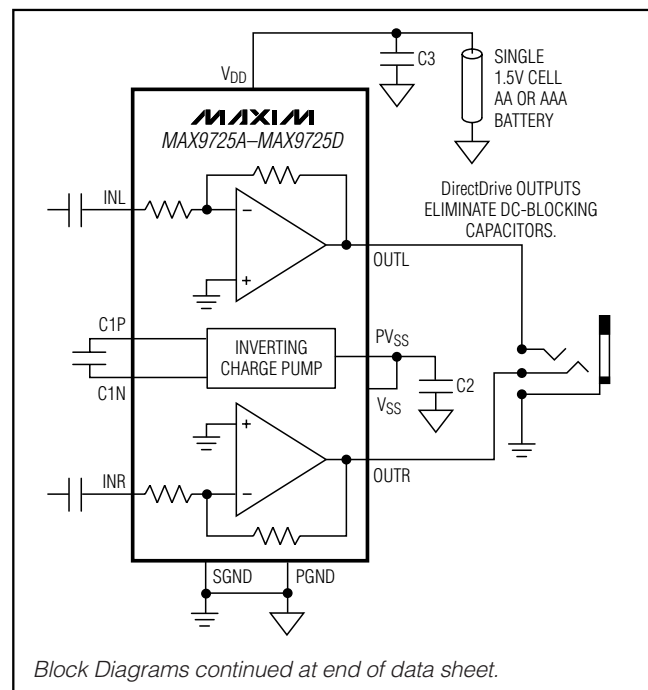 VDD
C3
SINGLE
1.5V CELL
AA OR AAA
BATTERY
MAXIM
MAX9725A–MAX9725D
INL
–
+
DirectDrive OUTPUTS
ELIMINATE DC-BLOCKING
CAPACITORS.
OUTL
C1P
C1N
INVERTING
CHARGE PUMP
PVSS
VSS
C2
+
–
INR
OUTR
SGND
PGND
Block Diagrams continued at end of data sheet.